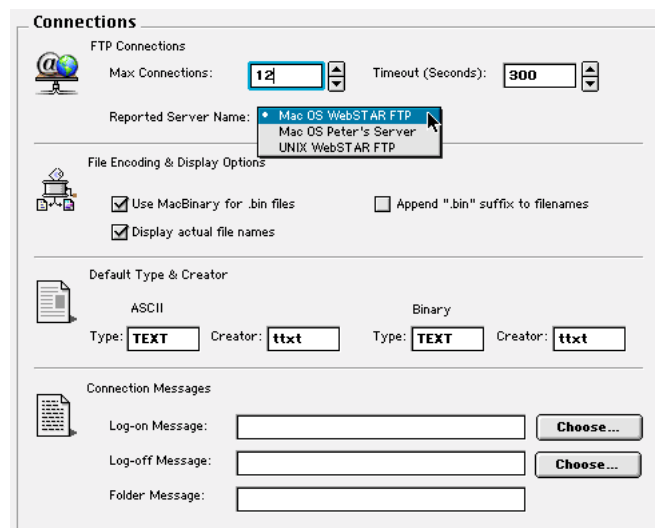 Connections
FTP Connections
Max Connections: 12 Timeout (Seconds): 300
Reported Server Name: • Mac OS WebSTAR FTP
Mac OS Peter's Server
UNIX WebSTAR FTP
File Encoding & Display Options
Use MacBinary for .bin files Append ".bin" suffix to filenames
Display actual file names
Default Type & Creator
ASCII Binary
Type: TEXT Creator: ttxt Type: TEXT Creator: ttxt
Connection Messages
Log-on Message: Choose...
Log-off Message: Choose...
Folder Message: